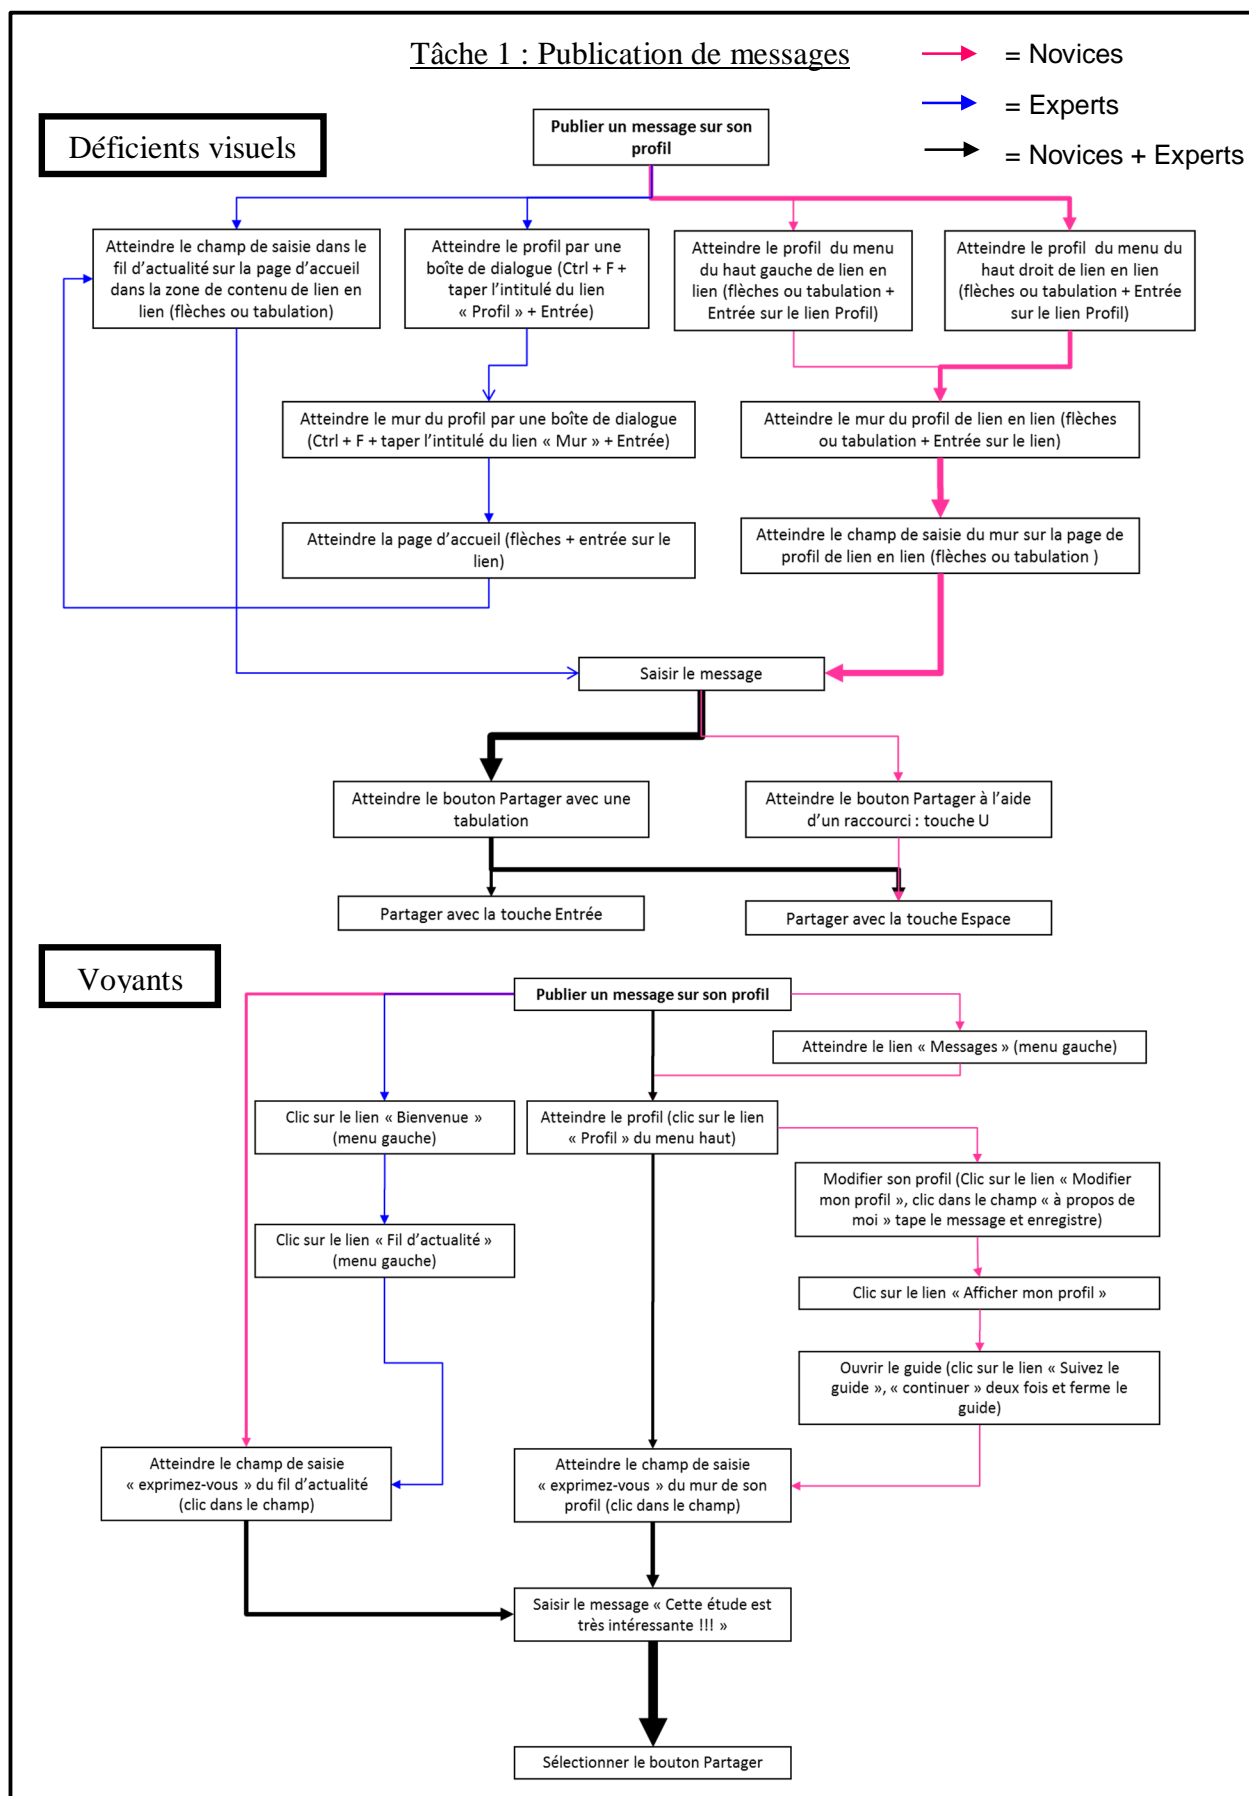 Tâche 1 : Publication de messages
= Novices
= Experts
= Novices + Experts
Déficients visuels
Publier un message sur son
profil
Atteindre le champ de saisie dans le
fil d’actualité sur la page d’accueil
dans la zone de contenu de lien en
lien (flèches ou tabulation)
Atteindre le profil par une
boîte de dialogue (Ctrl + F +
taper l’intitulé du lien
« Profil » + Entrée)
Atteindre le profil du menu
du haut gauche de lien en
lien (flèches ou tabulation +
Entrée sur le lien Profil)
Atteindre le profil du menu du
haut droit de lien en lien
(flèches ou tabulation + Entrée
sur le lien Profil)
Atteindre le mur du profil par une boîte de dialogue
(Ctrl + F + taper l’intitulé du lien « Mur » + Entrée)
Atteindre le mur du profil de lien en lien (flèches
ou tabulation + Entrée sur le lien)
Atteindre la page d’accueil (flèches + entrée sur le
lien)
Atteindre le champ de saisie du mur sur la page de
profil de lien en lien (flèches ou tabulation )
Saisir le message
Atteindre le bouton Partager avec une
tabulation
Atteindre le bouton Partager à l’aide
d’un raccourci : touche U
Partager avec la touche Entrée
Partager avec la touche Espace
Voyants
Publier un message sur son profil
Atteindre le lien « Messages » (menu gauche)
Clic sur le lien « Bienvenue »
(menu gauche)
Atteindre le profil (clic sur le lien
« Profil » du menu haut)
Modifier son profil (Clic sur le lien « Modifier
mon profil », clic dans le champ « à propos de
moi » tape le message et enregistre)
Clic sur le lien « Fil d’actualité »
(menu gauche)
Clic sur le lien « Afficher mon profil »
Ouvrir le guide (clic sur le lien « Suivez le
guide », « continuer » deux fois et ferme le
guide)
Atteindre le champ de saisie
« exprimez-vous » du fil d’actualité
(clic dans le champ)
Atteindre le champ de saisie
« exprimez-vous » du mur de son
profil (clic dans le champ)
Saisir le message « Cette étude est
très intéressante !!! »
Sélectionner le bouton Partager